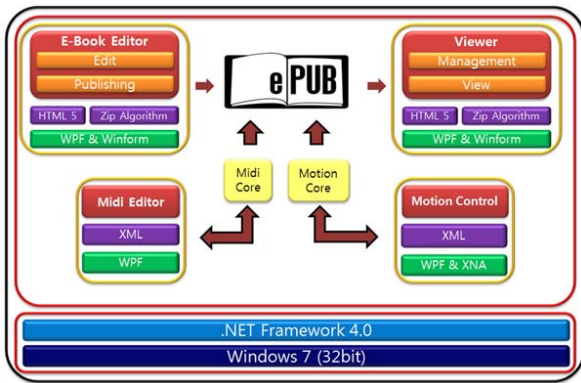 E-Book Editor
Edit
Publishing
HTML 5
Zip Algorithm
WPF & Winform
ePUB
Viewer
Management
View
HTML 5
Zip Algorithm
WPF & Winform
Midi
Core
Motion
Core
Midi Editor
XML
WPF
Motion Control
XML
WPF & XNA
.NET Framework 4.0
Windows 7 (32bit)